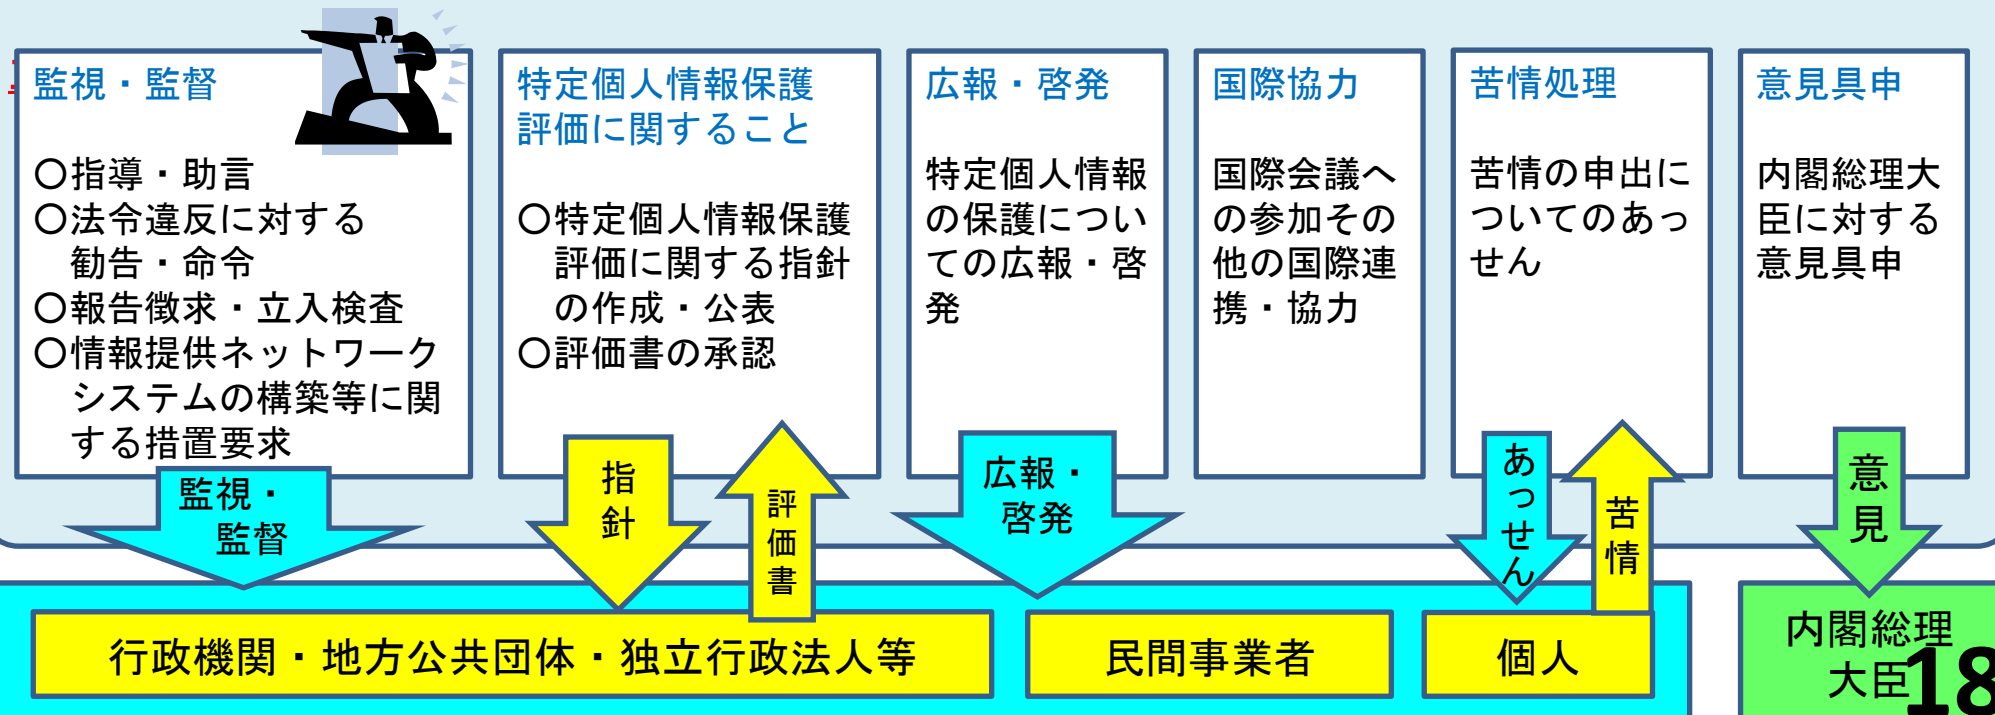 監視・監督
〇指導・助言
〇法令違反に対する
勧告・命令
〇報告徴求・立入検査
〇情報提供ネットワーク
システムの構築等に関
する措置要求
特定個人情報保護
評価に関すること
〇特定個人情報保護
評価に関する指針
の作成・公表
〇評価書の承認
広報・啓発
特定個人情報
の保護につい
ての広報・啓
発
国際協力
国際会議へ
の参加その
他の国際連
携・協力
苦情処理
苦情の申出に
ついてのあっ
せん
意見具申
内閣総理大
臣に対する
意見具申
監視・
監督
指針
評価書
広報・
啓発
あっせん
苦情
意見
行政機関・地方公共団体・独立行政法人等
民間事業者
個人
内閣総理
大臣
18